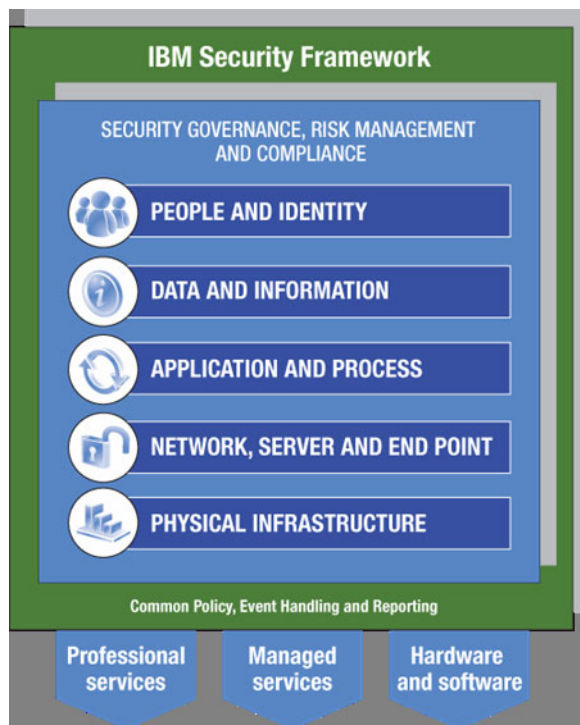 IBM Security Framework
SECURITY GOVERNANCE, RISK MANAGEMENT
AND COMPLIANCE
PEOPLE AND IDENTITY
DATA AND INFORMATION
APPLICATION AND PROCESS
NETWORK, SERVER AND END POINT
PHYSICAL INFRASTRUCTURE
Common Policy, Event Handling and Reporting
Professional
services
Managed
services
Hardware
and software